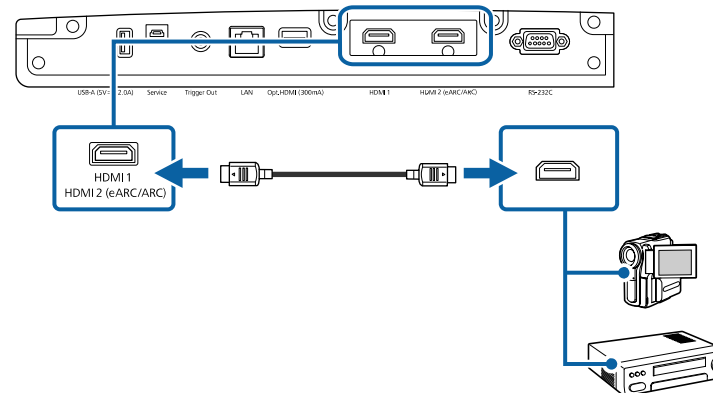 USB-A (5V 2.0A) Service Trigger Out LAN Opt.HDMI (300mA) HDMI 1 HDMI 2 (eARC/ARC) RS-232C
HDMI 1
HDMI 2 (eARC/ARC)